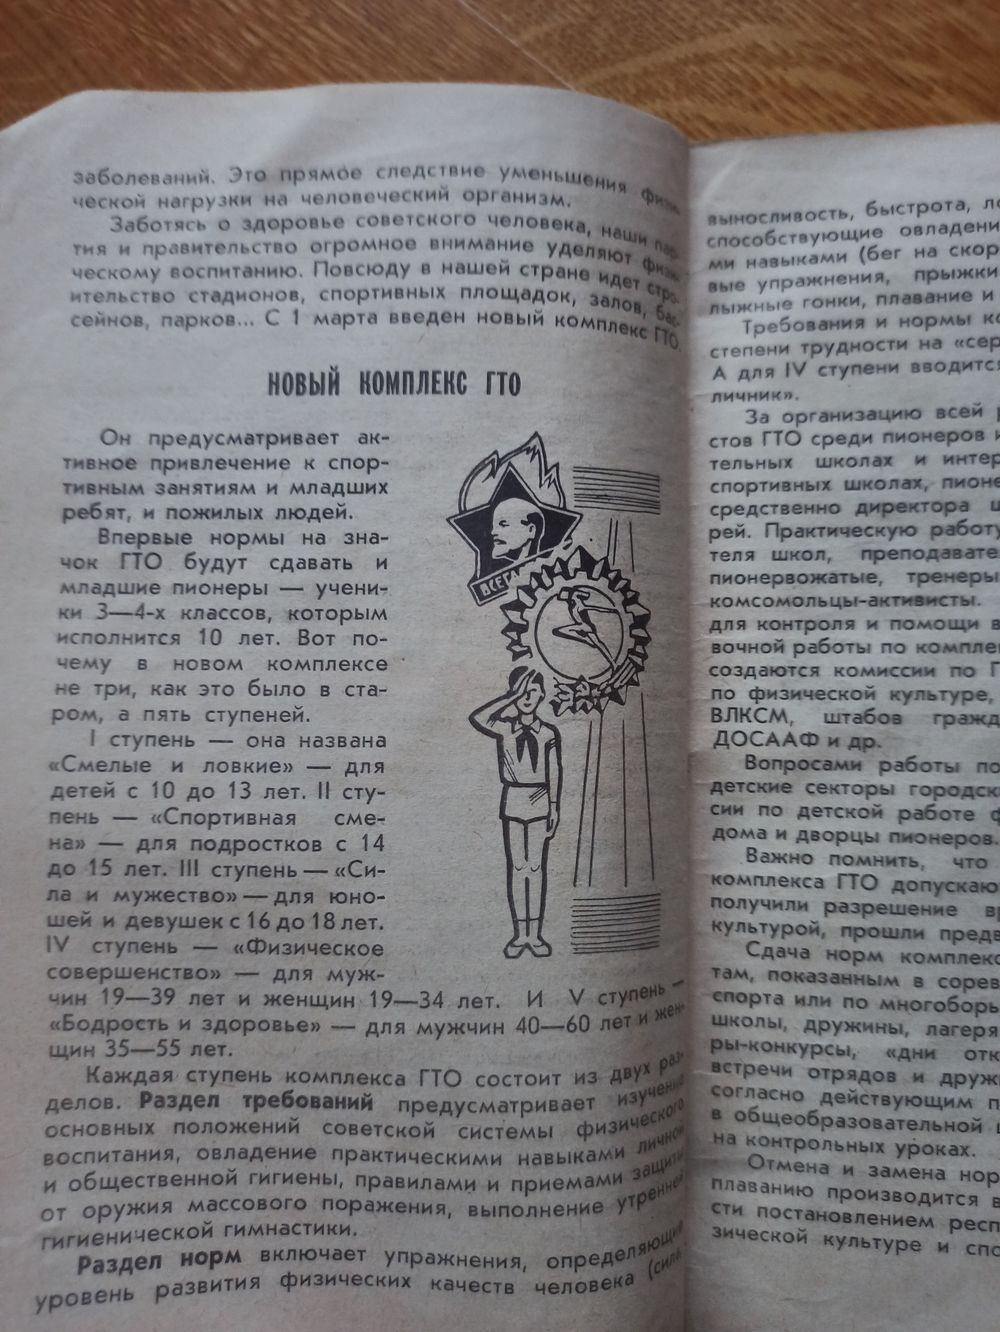 заболеваний. Это прямое следствие уменьшения физи-
ческой нагрузки на человеческий организм.
Заботясь о здоровье советского человека, наши пар-
тия и правительство огромное внимание уделяют физи-
ческому воспитанию. Повсюду в нашей стране идет стро-
ительство стадионов, спортивных площадок, залов, бас-
сейнов, парков... С 1 марта введен новый комплекс ГТО.
НОВЫЙ КОМПЛЕКС ГТО
Он предусматривает ак-
тивное привлечение к спор-
тивным занятиям и младших
ребят, и пожилых людей.
Впервые нормы на зна-
чок ГТО будут сдавать и
младшие пионеры — учени-
ки 3—4-х классов, которым
исполнится 10 лет. Вот по-
чему в новом комплексе
не три, как это было в ста-
ром, а пять ступеней.
I ступень — она названа
«Смелые и ловкие» — для
детей с 10 до 13 лет. II сту-
пень — «Спортивная сме-
на» — для подростков с 14
до 15 лет. III ступень — «Си-
ла и мужество» — для юно-
шей и девушек с 16 до 18 лет.
IV ступень — «Физическое
совершенство» — для муж-
чин 19—39 лет и женщин 19—34 лет. И V ступень —
«Бодрость и здоровье» — для мужчин 40—60 лет и жен-
щин 35—55 лет.
Каждая ступень комплекса ГТО состоит из двух раз-
делов. Раздел требований предусматривает изучение
основных положений советской системы физического
воспитания, овладение практическими навыками личной
и общественной гигиены, правилами и приемами защиты
от оружия массового поражения, выполнение утренней
гигиенической гимнастики.
Раздел норм включает упражнения, определяющие
уровень развития физических качеств человека (сила,
ВСЕГДА
выносливость, быстрота, ло
способствующие овладени
ми навыками (бег на скор
вые упражнения, прыжки
лыжные гонки, плавание и
Требования и нормы ко
степени трудности на «сер
А для IV ступени вводится
личник».
За организацию всей р
стов ГТО среди пионеров и
тельных школах и интер
спортивных школах, пионе
средственно директора ш
рей. Практическую работу
теля школ, преподавате
пионервожатые, тренеры
комсомольцы-активисты.
для контроля и помощи в
вочной работы по комплек
создаются комиссии по Г
по физической культуре,
ВЛКСМ, штабов гражд
ДОСААФ и др.
Вопросами работы по
детские секторы городски
сии по детской работе ф
дома и дворцы пионеров.
Важно помнить, что
комплекса ГТО допускаю
получили разрешение в
культурой, прошли предв
Сдача норм комплекс
там, показанным в сорев
спорта или по многоборь
школы, дружины, лагеря
ры-конкурсы, «дни отк
встречи отрядов и друж
согласно действующим п
в общеобразовательной ш
на контрольных уроках.
Отмена и замена нор
плаванию производится в
сти постановлением респ
зической культуре и спо